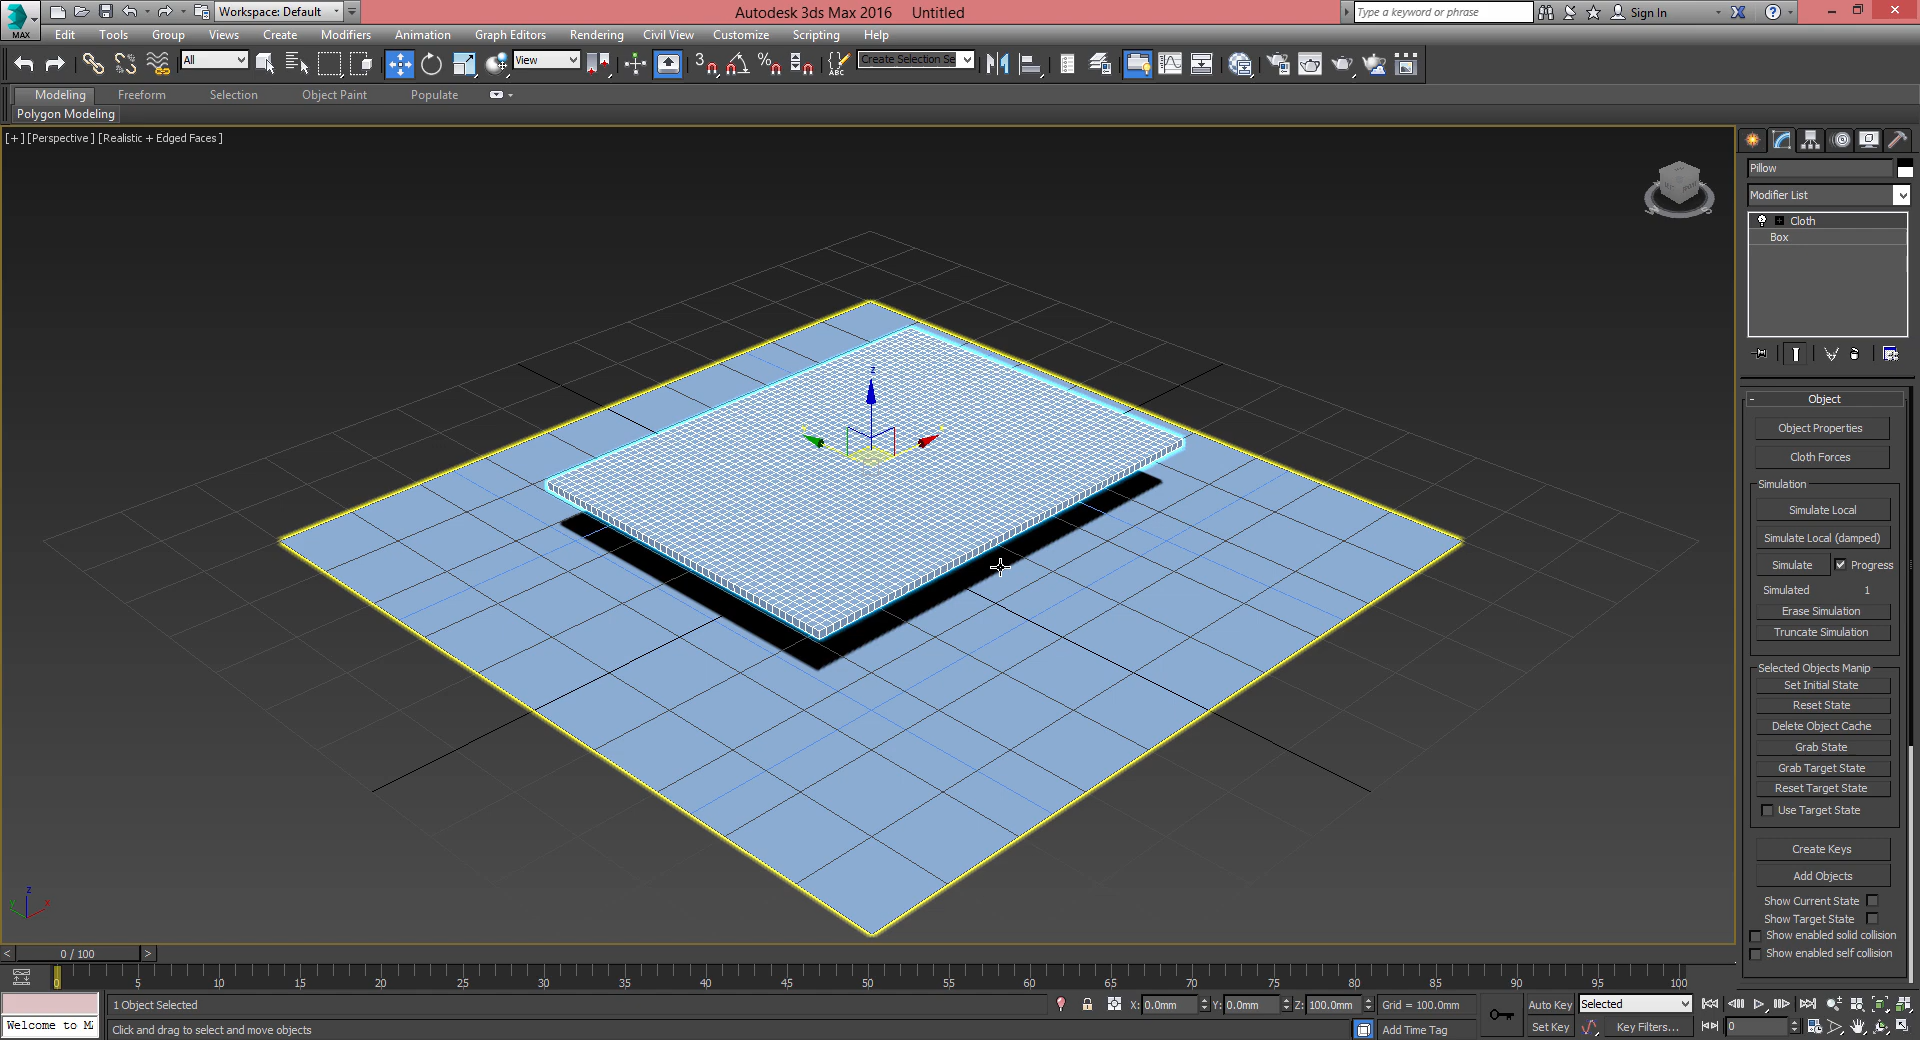 Workspace: Default
Autodesk 3ds Max 2016 Untitled
Type a keyword or phrase
Sign In
MAX
Edit Tools Group Views Create Modifiers Animation Graph Editors Rendering Civil View Customize Scripting Help
All
View
3
ABC
Create Selection Se
Modeling Freeform Selection Object Paint Populate
Polygon Modeling
[+] [Perspective] [Realistic + Edged Faces]
Pillow
Modifier List
Cloth
Box
z
- Object
Object Properties
Cloth Forces
Simulation
Simulate Local
Simulate Local (damped)
Simulate Progress
Simulated 1
Erase Simulation
Truncate Simulation
Selected Objects Manip
Set Initial State
Reset State
Delete Object Cache
Grab State
Grab Target State
Reset Target State
Use Target State
Create Keys
Add Objects
Show Current State
Show Target State
Show enabled solid collision
Show enabled self collision
z
y x
< 0 / 100 >
0 5 10 15 20 25 30 35 40 45 50 55 60 65 70 75 80 85 90 95 100
1 Object Selected
X: 0.0mm Y: 0.0mm Z: 100.0mm Grid = 100.0mm
Auto Key Selected
Welcome to M
Click and drag to select and move objects
Add Time Tag
Set Key Key Filters... 0